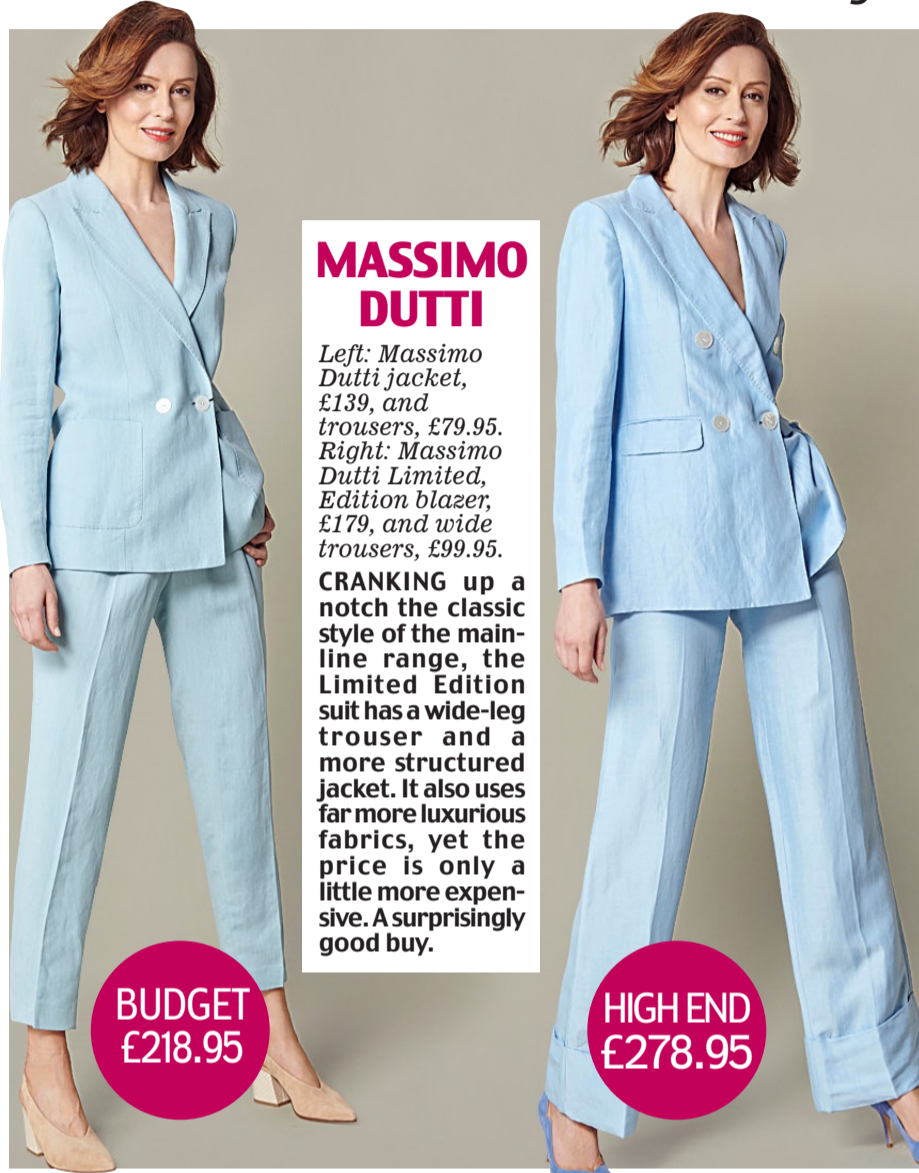 MASSIMO
DUTTI
Left: Massimo
Dutti jacket,
£139, and
trousers, £79.95.
Right: Massimo
Dutti Limited,
Edition blazer,
£179, and wide
trousers, £99.95.
CRANKING up a
notch the classic
style of the main-
line range, the
Limited Edition
suit has a wide-leg
trouser and a
more structured
jacket. It also uses
far more luxurious
fabrics, yet the
price is only a
little more expen-
sive. A surprisingly
good buy.
BUDGET
£218.95
HIGH END
£278.95